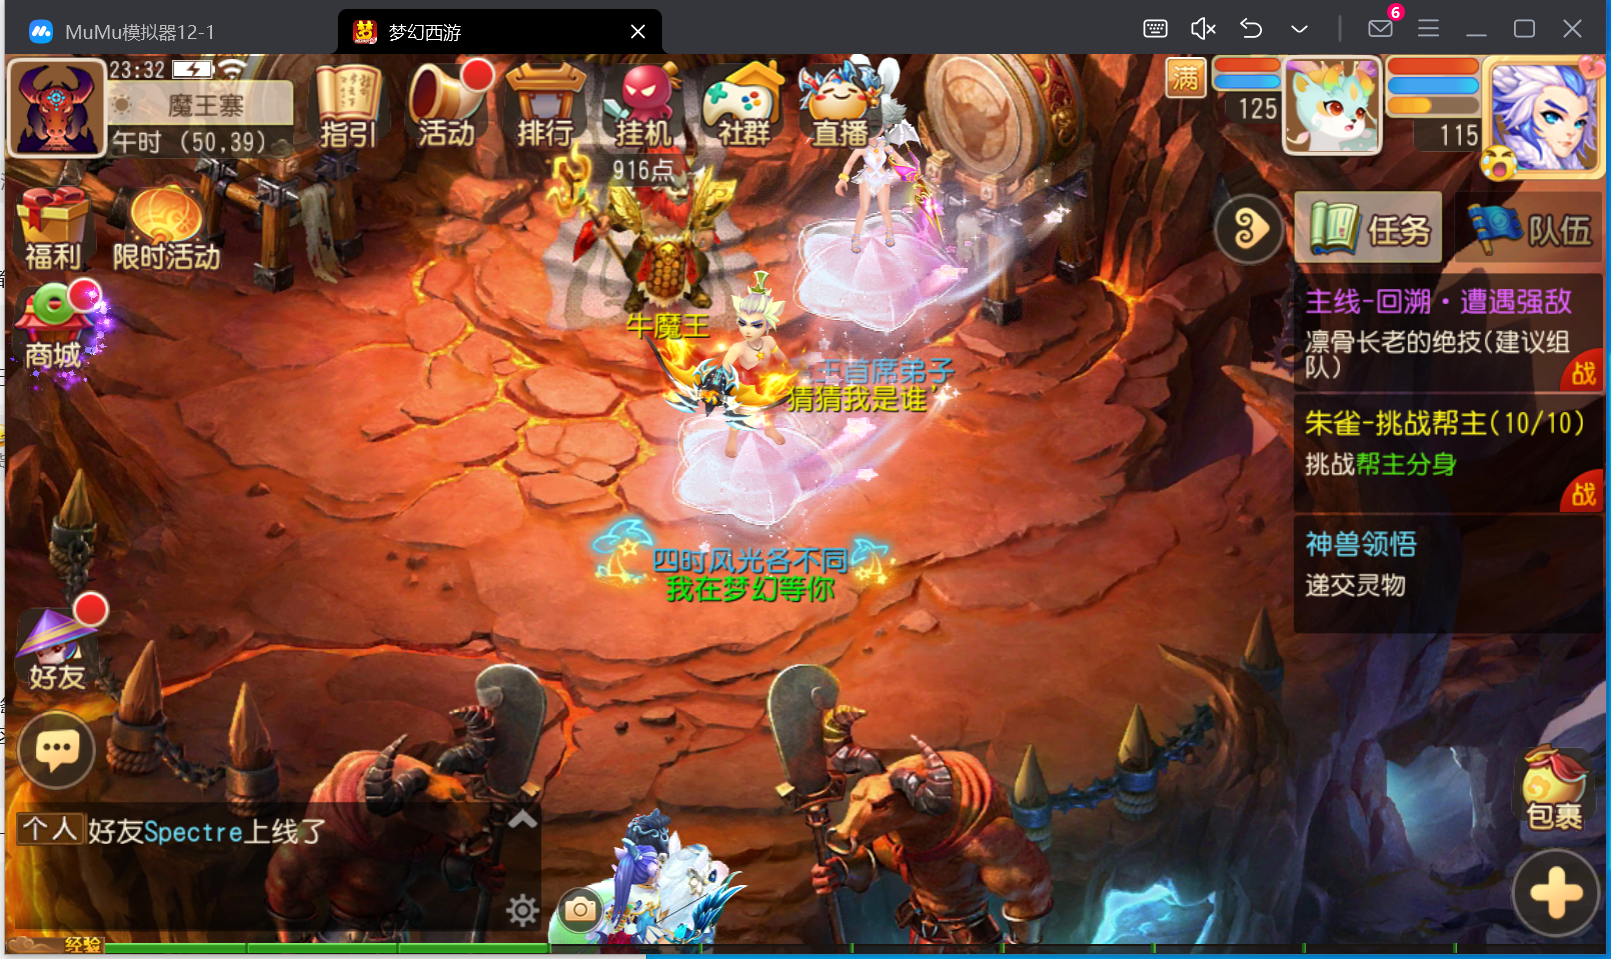 MuMu模拟器12-1
梦幻西游
6
23:32
魔王寨
午时 (50,39)
指引
活动
排行
挂机
916点
社群
直播
满
125
115
福利
限时活动
商城
任务
队伍
牛魔王
王首席弟子
猜猜我是谁
四时风光各不同
我在梦幻等你
主线-回溯·遭遇强敌
凛骨长老的绝技(建议组
队)
战
朱雀-挑战帮主(10/10)
挑战帮主分身
战
神兽领悟
递交灵物
好友
个人 好友Spectre上线了
包裹
经验